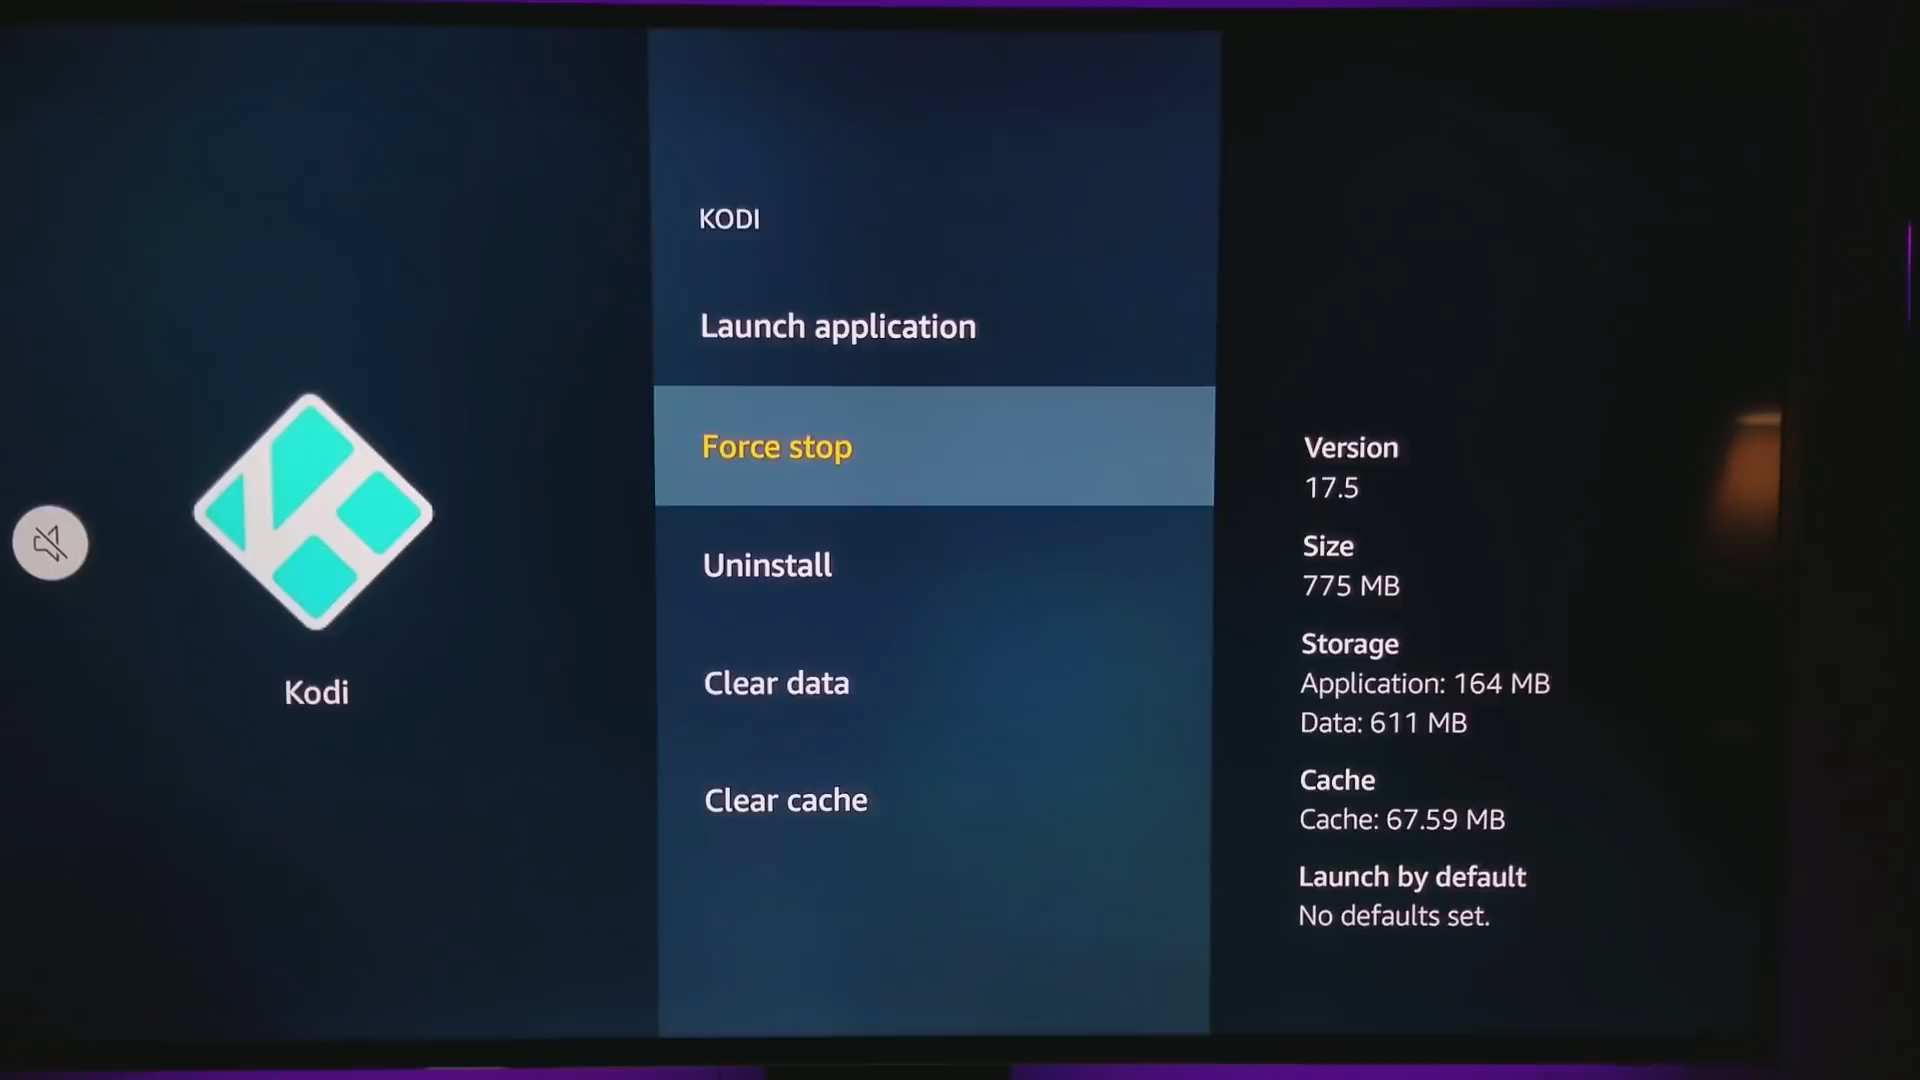 Kodi
KODI
Launch application
Force stop
Uninstall
Clear data
Clear cache
Version
17.5
Size
775 MB
Storage
Application: 164 MB
Data: 611 MB
Cache
Cache: 67.59 MB
Launch by default
No defaults set.